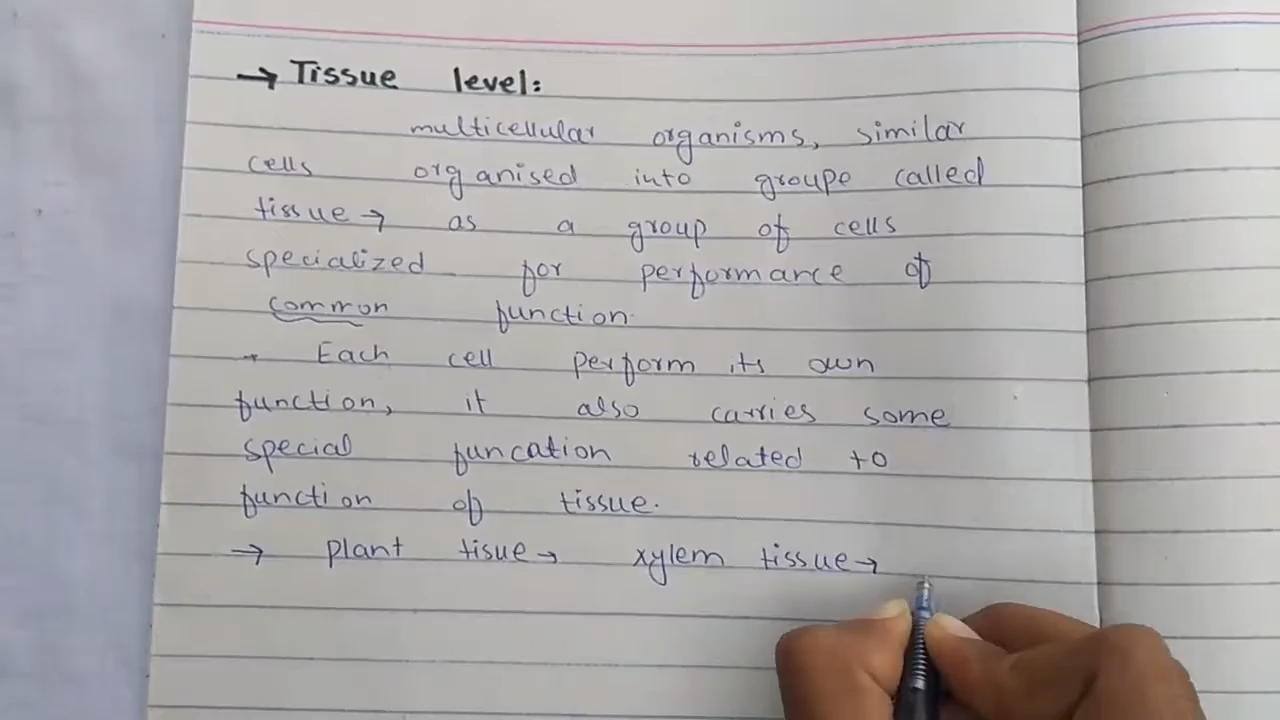 → Tissue level:
multicellular organisms, similar
cells organised into groupe called
tissue → as a group of cells
specialized for performance of
common function.
→ Each cell perform its own
function, it also carries some
special funcation related to
function of tissue.
→ plant tisue → xylem tissue →